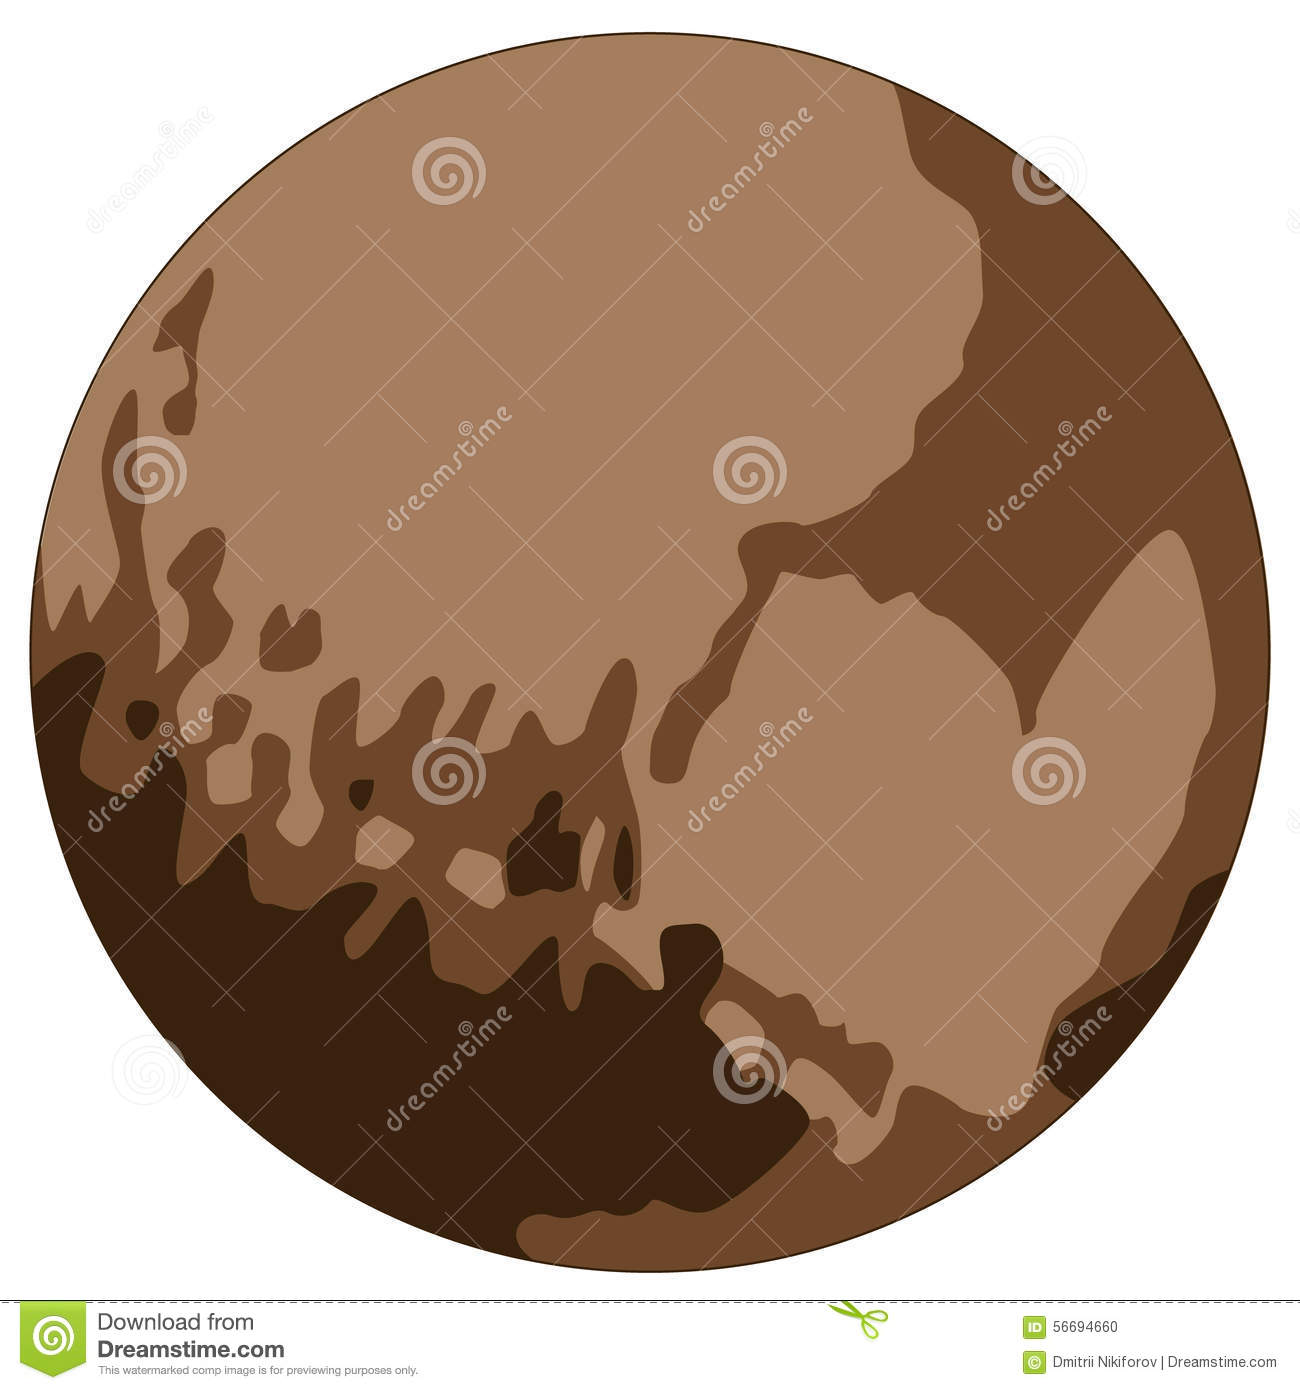 dreamstime
dreamstime
dreamstime
dreamstime
dreamstime
dreamstime
dreamstime
dreamstime
Download from
Dreamstime.com
This watermarked comp image is for previewing purposes only.
ID 56694660
© Dmitrii Nikiforov | Dreamstime.com